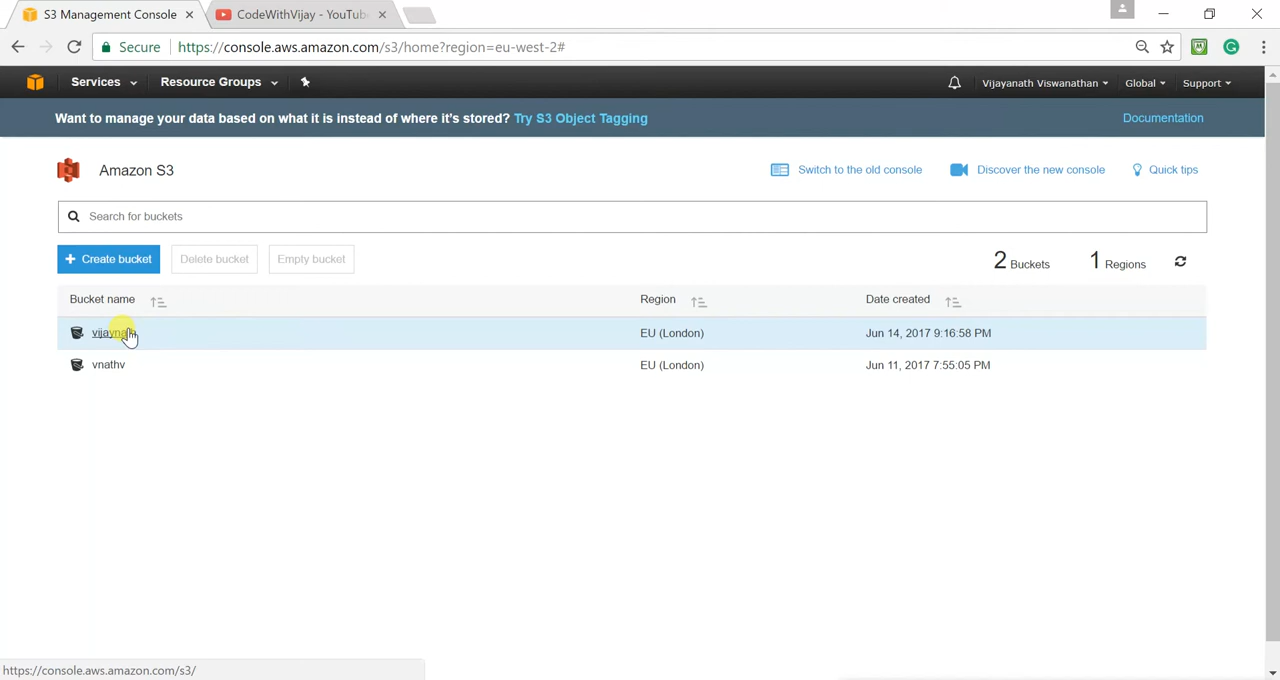 S3 Management Console
CodeWithVijay - YouTub
Secure
https://console.aws.amazon.com/s3/home?region=eu-west-2#
Services
Resource Groups
Vijayanath Viswanathan
Global
Support
Want to manage your data based on what it is instead of where it's stored? Try S3 Object Tagging
Documentation
Amazon S3
Switch to the old console
Discover the new console
Quick tips
Search for buckets
+ Create bucket
Delete bucket
Empty bucket
2 Buckets
1 Regions
Bucket name
Region
Date created
EU (London)
Jun 14, 2017 9:16:58 PM
vnathv
EU (London)
Jun 11, 2017 7:55:05 PM
https://console.aws.amazon.com/s3/